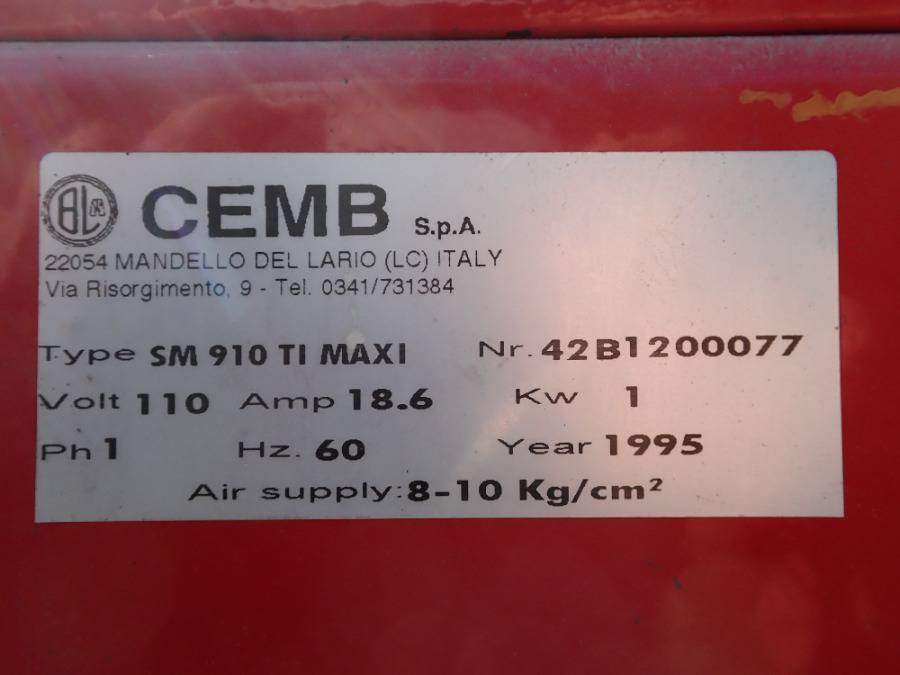 BL CEMB S.p.A.
22054 MANDELLO DEL LARIO (LC) ITALY
Via Risorgimento, 9 - Tel. 0341/731384
Type SM 910 TI MAXI Nr. 42B1200077
Volt 110 Amp 18.6 Kw 1
Ph 1 Hz. 60 Year 1995
Air supply: 8-10 Kg/cm²